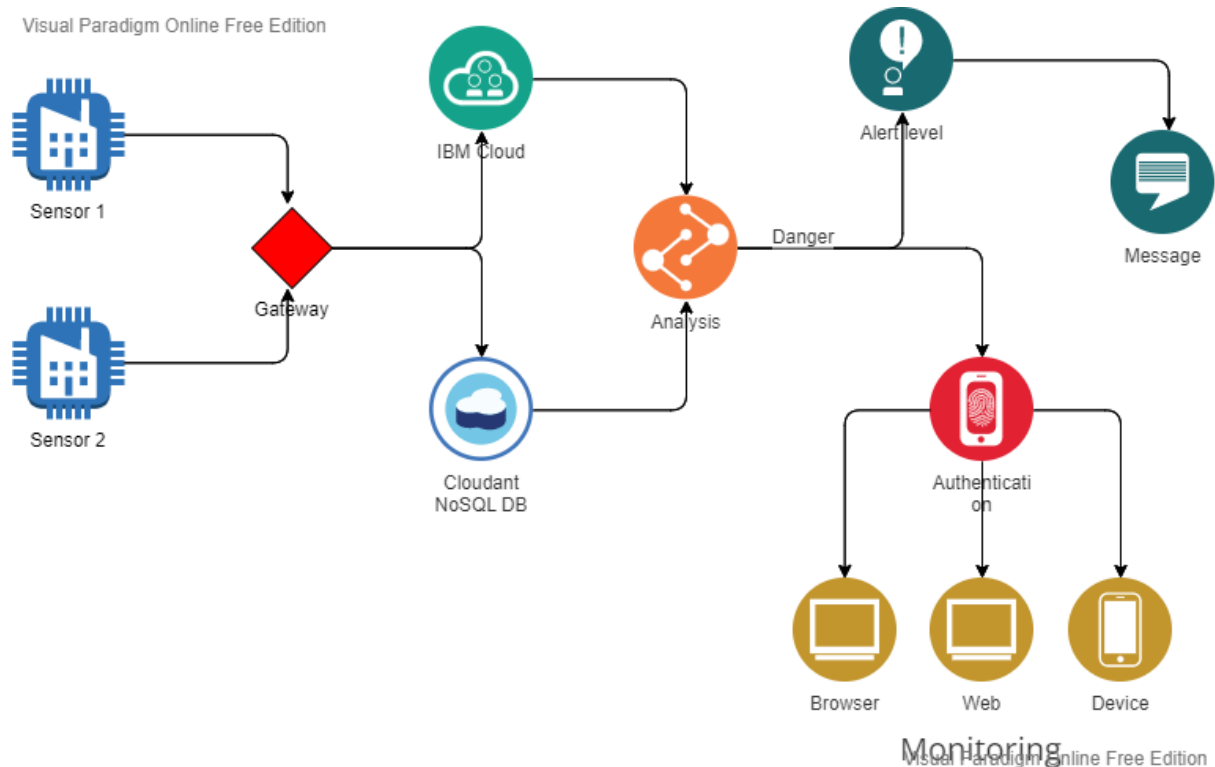 Visual Paradigm Online Free Edition
Sensor 1
Sensor 2
Gateway
IBM Cloud
Cloudant
NoSQL DB
Analysis
Danger
Alert level
Message
Authenticati
on
Browser
Web
Device
Monitoring
Visual Paradigm Online Free Edition